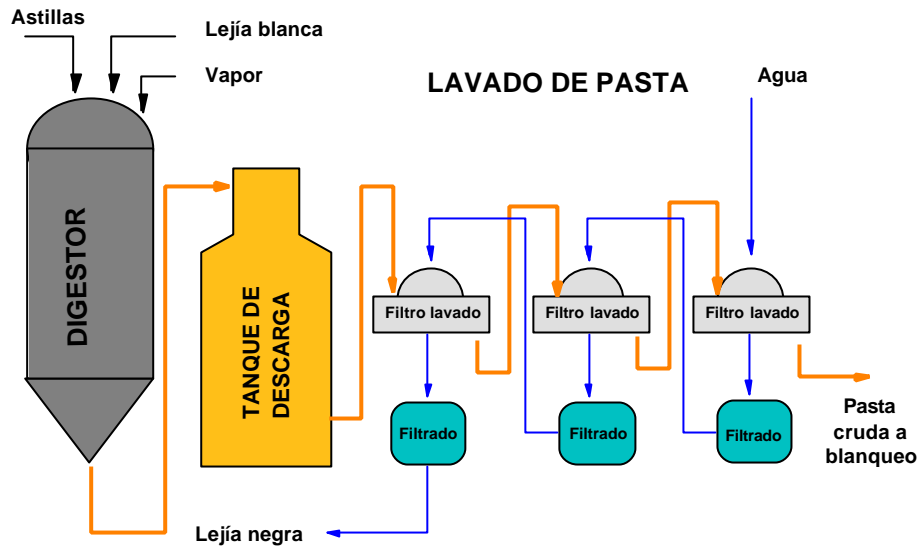 Astillas
Lejía blanca
Vapor
LAVADO DE PASTA
Agua
DIGESTOR
TANQUE DE
DESCARGA
Filtro lavado
Filtro lavado
Filtro lavado
Filtrado
Filtrado
Filtrado
Pasta
cruda a
blanqueo
Lejía negra